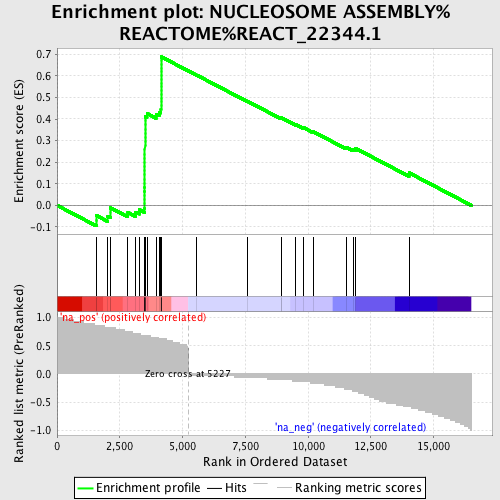 Enrichment plot: NUCLEOSOME ASSEMBLY%
REACTOME%REACT_22344.1
Enrichment score (ES)
0.7
0.6
0.5
0.4
0.3
0.2
0.1
0.0
-0.1
Ranked list metric (PreRanked)
1.0
0.5
0.0
-0.5
-1.0
'na_pos' (positively correlated)
Zero cross at 5227
'na_neg' (negatively correlated)
0 2,500 5,000 7,500 10,000 12,500 15,000
Rank in Ordered Dataset
Enrichment profile Hits Ranking metric scores